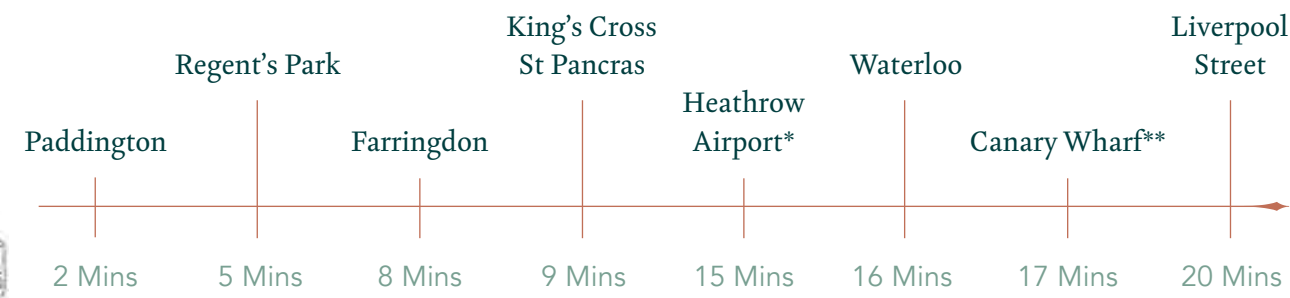 Paddington
2 Mins
Regent's Park
5 Mins
Farringdon
8 Mins
King's Cross
St Pancras
9 Mins
Heathrow
Airport*
15 Mins
Waterloo
16 Mins
Canary Wharf**
17 Mins
Liverpool
Street
20 Mins